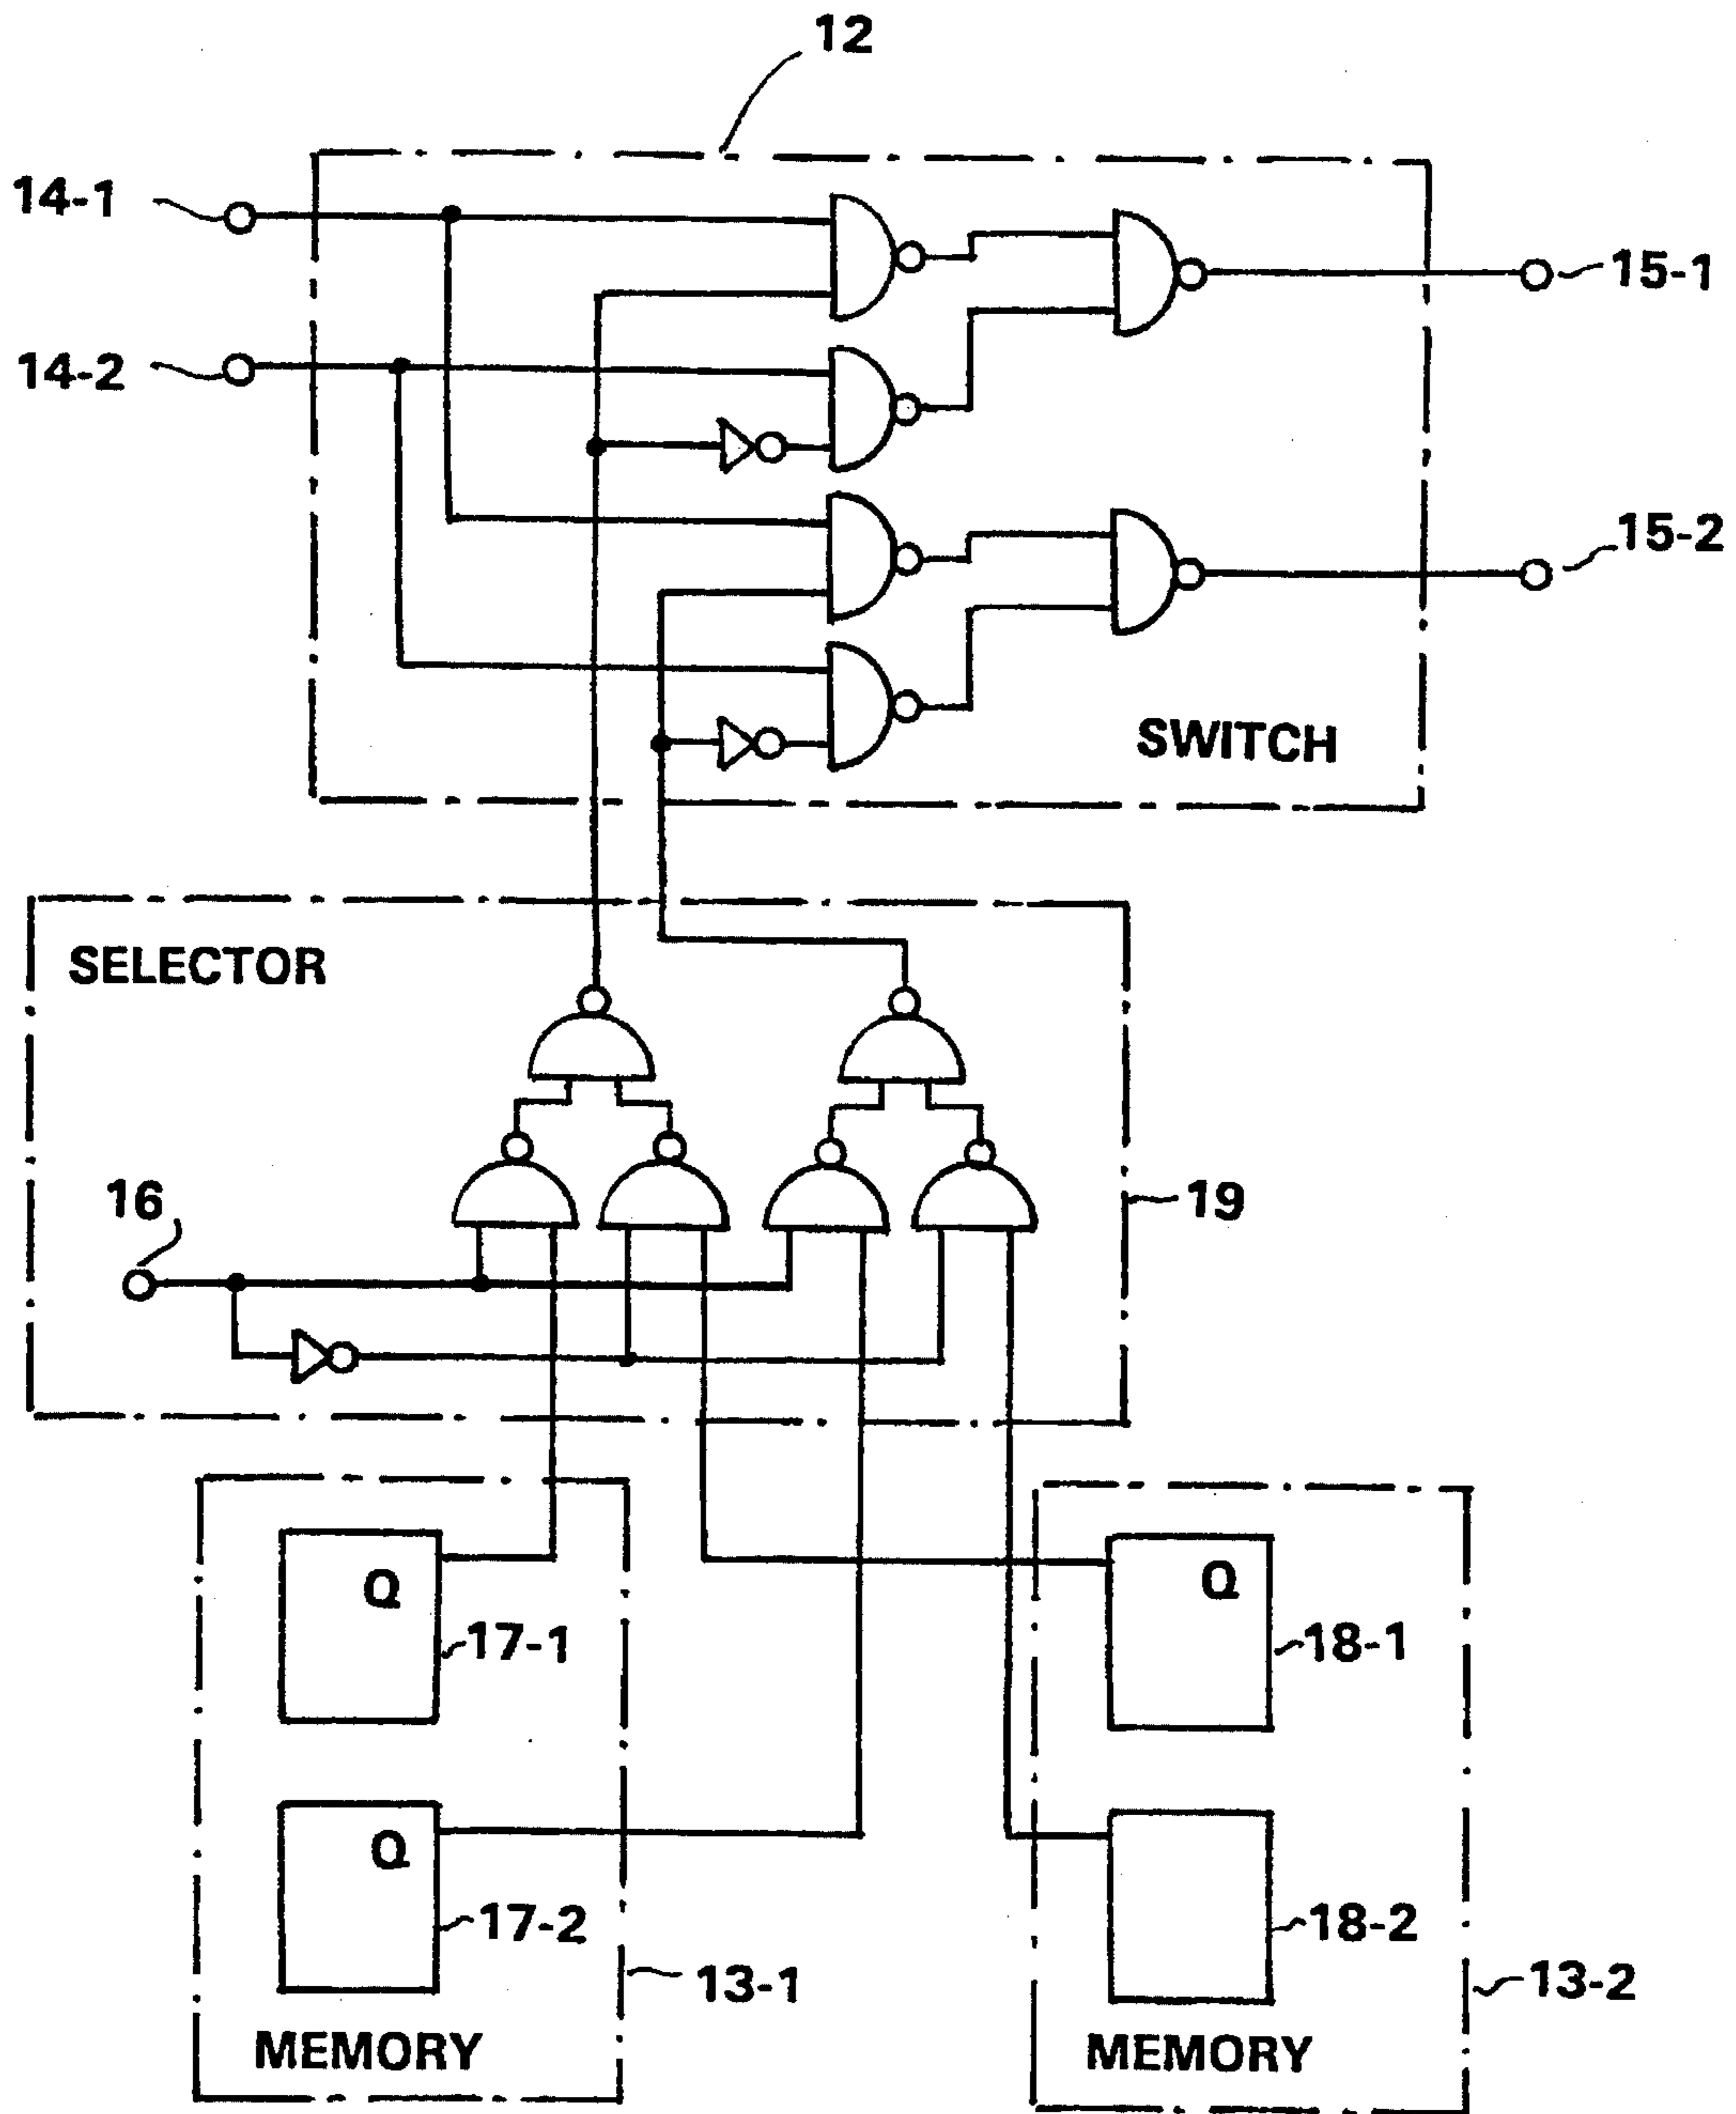 12
14-1
15-1
14-2
15-2
SWITCH
SELECTOR
16
19
Q
Q
17-1
18-1
Q
17-2
18-2
13-1
13-2
MEMORY
MEMORY